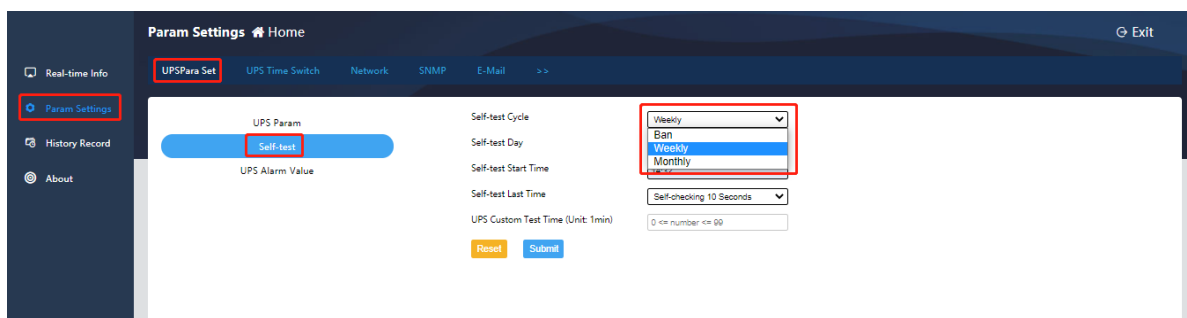 Param Settings Home
Exit
Real-time Info
Param Settings
History Record
About
UPSPara Set UPS Time Switch Network SNMP E-Mail >>
UPS Param
Self-test
UPS Alarm Value
Self-test Cycle Weekly
Ban
Weekly
Monthly
Self-test Day
Self-test Start Time
Self-test Last Time Self-checking 10 Seconds
UPS Custom Test Time (Unit: 1min) 0 <= number <= 99
Reset Submit